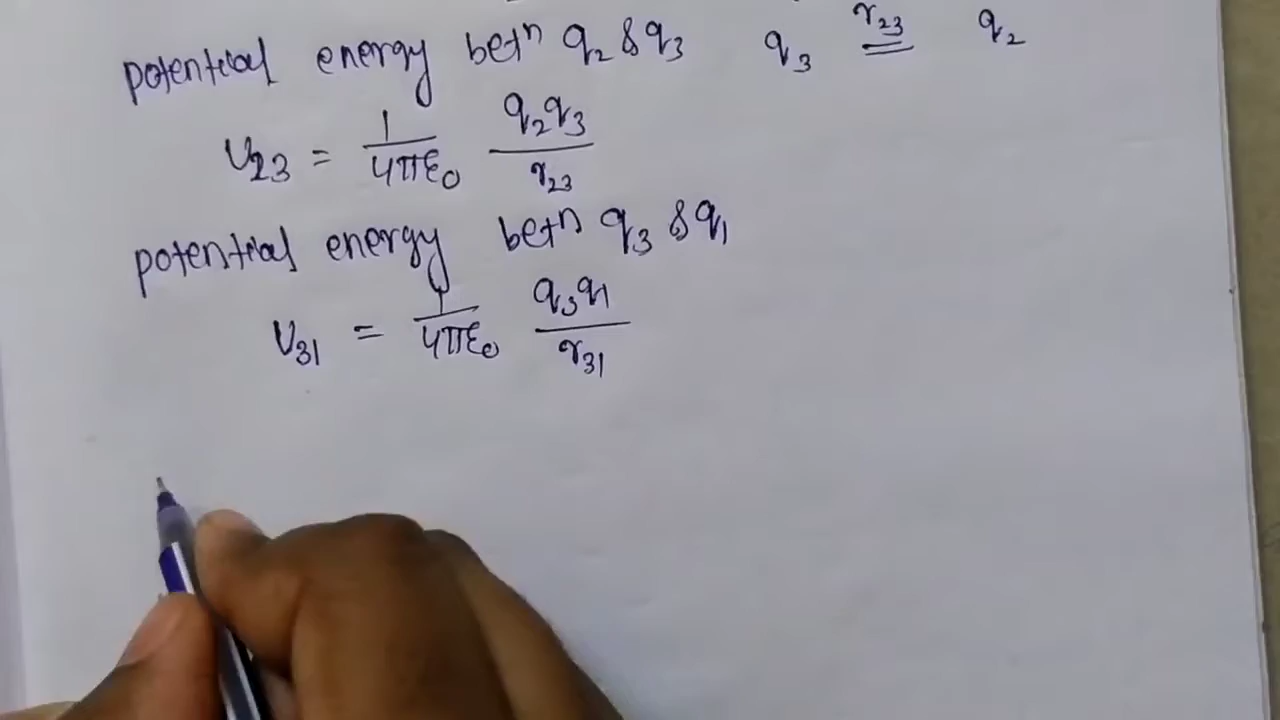 potential energy betⁿ q₂ & q₃ q₃ r₂₃ q₂
U₂₃ = 1/4πε₀ q₂q₃/r₂₃
potential energy betⁿ q₃ & q₁
U₃₁ = 1/4πε₀ q₃q₁/r₃₁